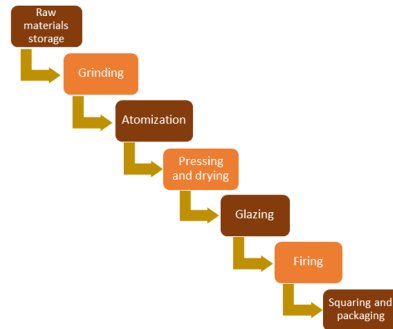 Raw
materials
storage
Grinding
Atomization
Pressing
and drying
Glazing
Firing
Squaring and
packaging